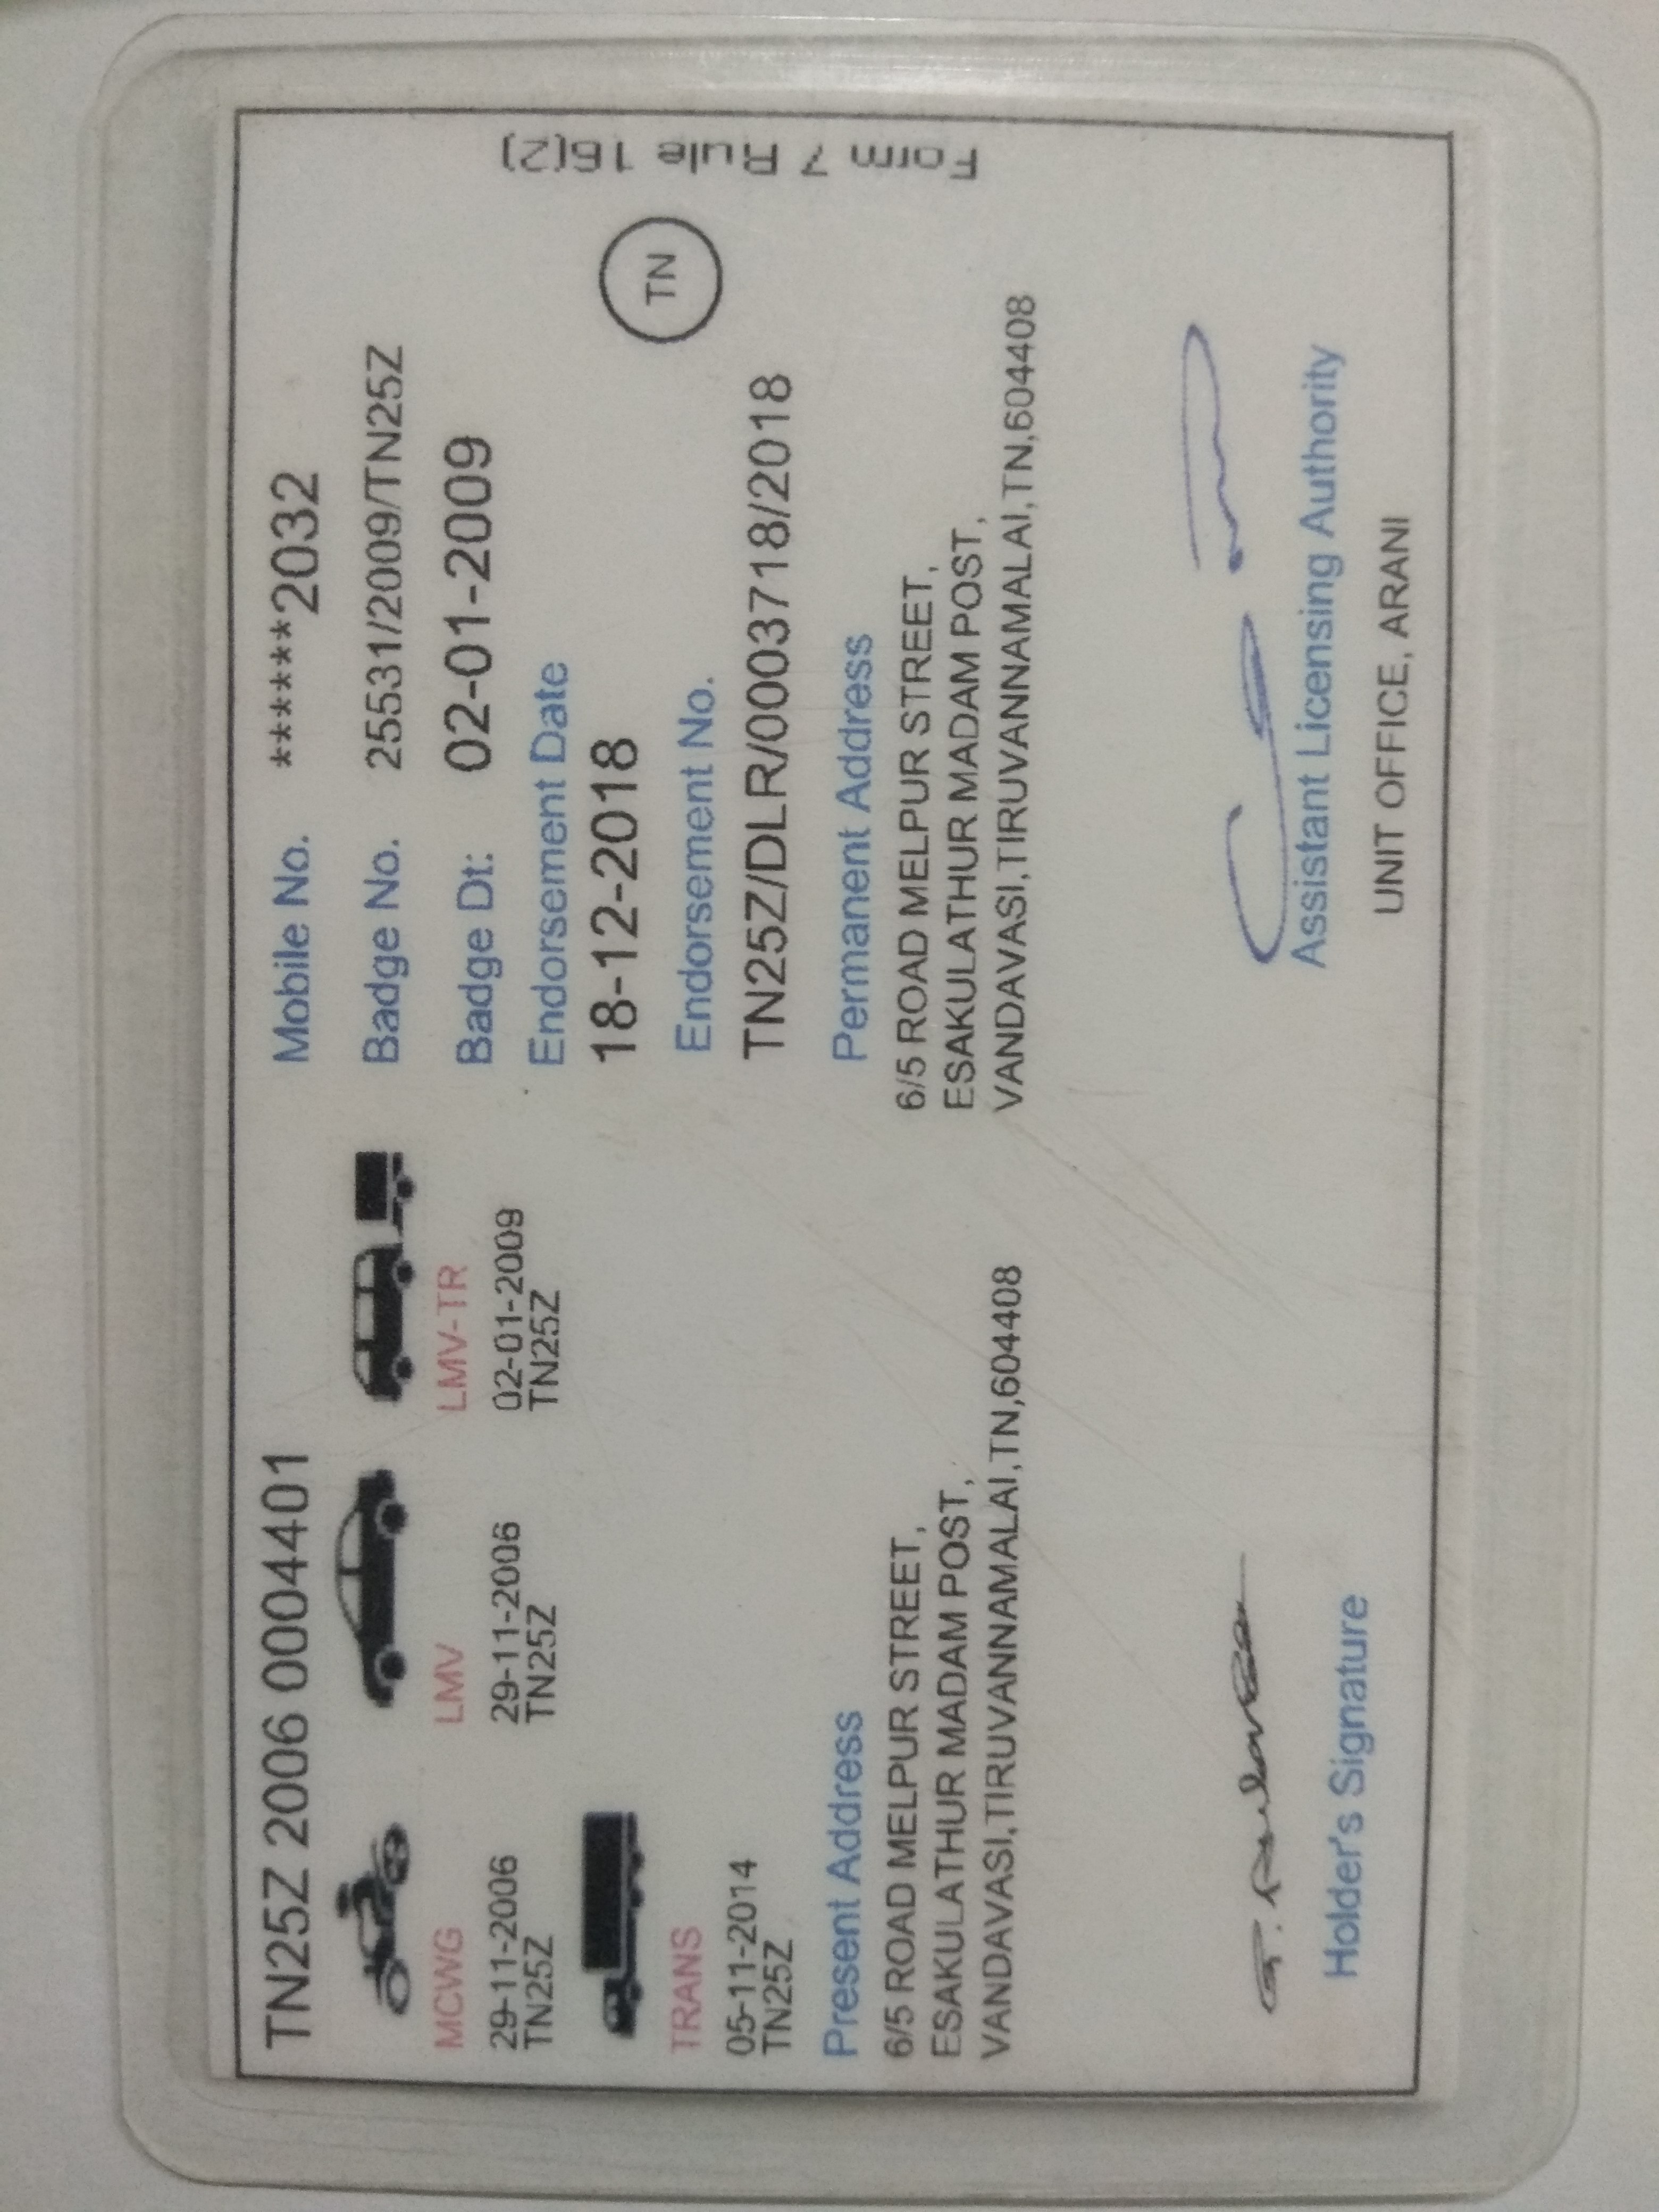 TN25Z 2006 0004401
MCWG
29-11-2006
TN25Z
LMV
29-11-2006
TN25Z
LMV-TR
02-01-2009
TN25Z
TRANS
05-11-2014
TN25Z
Mobile No. ******2032
Badge No. 25531/2009/TN25Z
Badge Dt: 02-01-2009
Endorsement Date
18-12-2018
Endorsement No.
TN25Z/DLR/0003718/2018
TN
Form 7 Rule 16(2)
Present Address
6/5 ROAD MELPUR STREET,
ESAKULATHUR MADAM POST,
VANDAVASI,TIRUVANNAMALAI,TN,604408
Permanent Address
6/5 ROAD MELPUR STREET,
ESAKULATHUR MADAM POST,
VANDAVASI,TIRUVANNAMALAI,TN,604408
Holder's Signature
Assistant Licensing Authority
UNIT OFFICE, ARANI